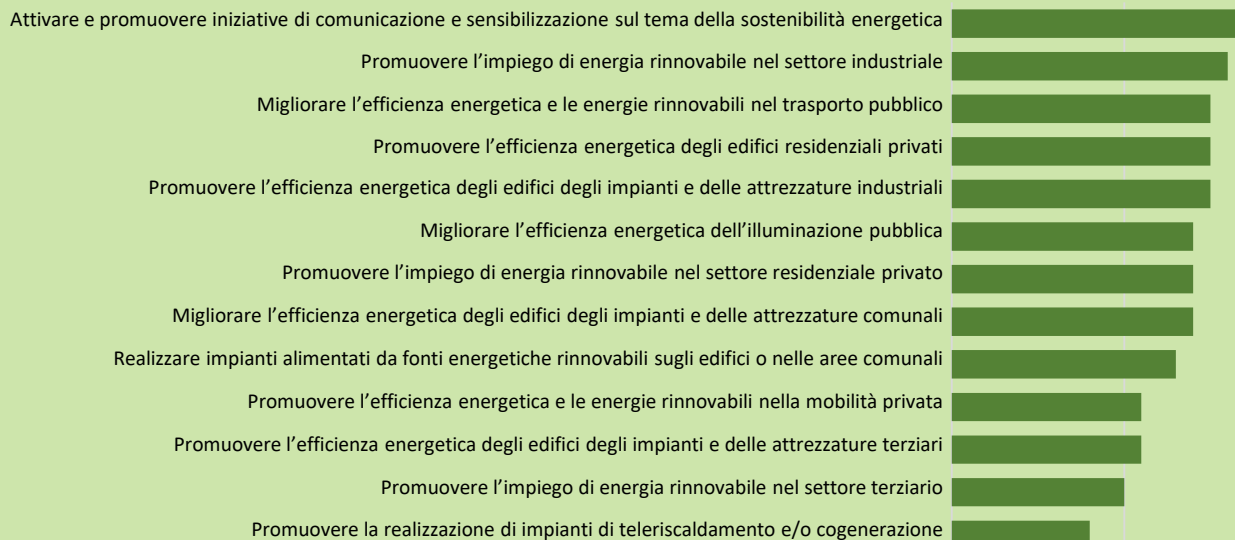 Attivare e promuovere iniziative di comunicazione e sensibilizzazione sul tema della sostenibilità energetica
Promuovere l’impiego di energia rinnovabile nel settore industriale
Migliorare l’efficienza energetica e le energie rinnovabili nel trasporto pubblico
Promuovere l’efficienza energetica degli edifici residenziali privati
Promuovere l’efficienza energetica degli edifici degli impianti e delle attrezzature industriali
Migliorare l’efficienza energetica dell’illuminazione pubblica
Promuovere l’impiego di energia rinnovabile nel settore residenziale privato
Migliorare l’efficienza energetica degli edifici degli impianti e delle attrezzature comunali
Realizzare impianti alimentati da fonti energetiche rinnovabili sugli edifici o nelle aree comunali
Promuovere l’efficienza energetica e le energie rinnovabili nella mobilità privata
Promuovere l’efficienza energetica degli edifici degli impianti e delle attrezzature terziari
Promuovere l’impiego di energia rinnovabile nel settore terziario
Promuovere la realizzazione di impianti di teleriscaldamento e/o cogenerazione